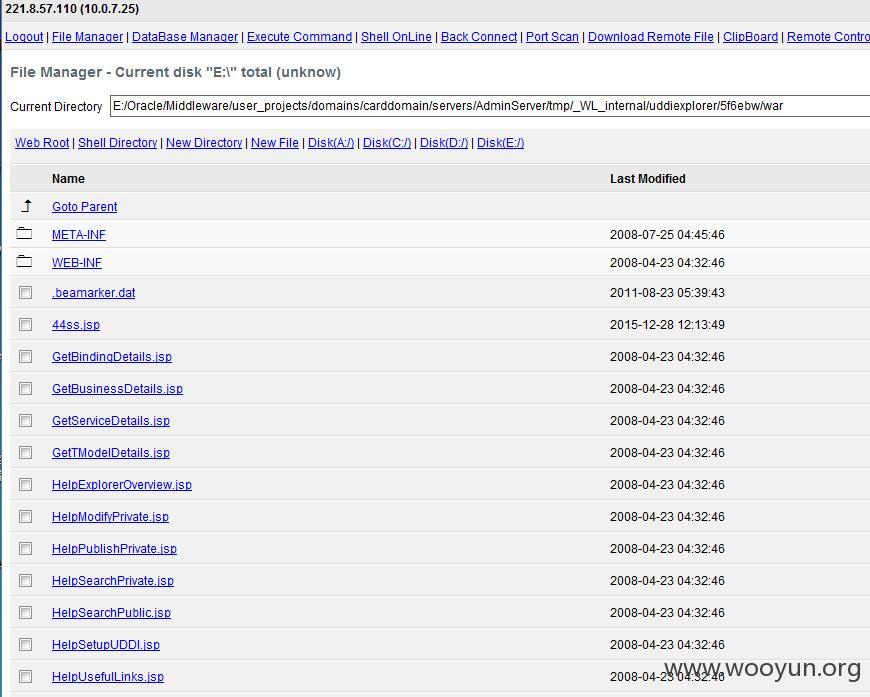 221.8.57.110 (10.0.7.25)
Logout | File Manager | DataBase Manager | Execute Command | Shell OnLine | Back Connect | Port Scan | Download Remote File | ClipBoard | Remote Contro
File Manager - Current disk "E:\" total (unknow)
Current Directory E:/Oracle/Middleware/user_projects/domains/carddomain/servers/AdminServer/tmp/_WL_internal/uddiexplorer/5f6ebw/war
Web Root | Shell Directory | New Directory | New File | Disk(A:/) | Disk(C:/) | Disk(D:/) | Disk(E:/)
Name Last Modified
Goto Parent
META-INF 2008-07-25 04:45:46
WEB-INF 2008-04-23 04:32:46
.beamarker.dat 2011-08-23 05:39:43
44ss.jsp 2015-12-28 12:13:49
GetBindingDetails.jsp 2008-04-23 04:32:46
GetBusinessDetails.jsp 2008-04-23 04:32:46
GetServiceDetails.jsp 2008-04-23 04:32:46
GetTModelDetails.jsp 2008-04-23 04:32:46
HelpExplorerOverview.jsp 2008-04-23 04:32:46
HelpModifyPrivate.jsp 2008-04-23 04:32:46
HelpPublishPrivate.jsp 2008-04-23 04:32:46
HelpSearchPrivate.jsp 2008-04-23 04:32:46
HelpSearchPublic.jsp 2008-04-23 04:32:46
HelpSetupUDDI.jsp 2008-04-23 04:32:46
HelpUsefulLinks.jsp 2008-04-23 04:32:46
www.wooyun.org